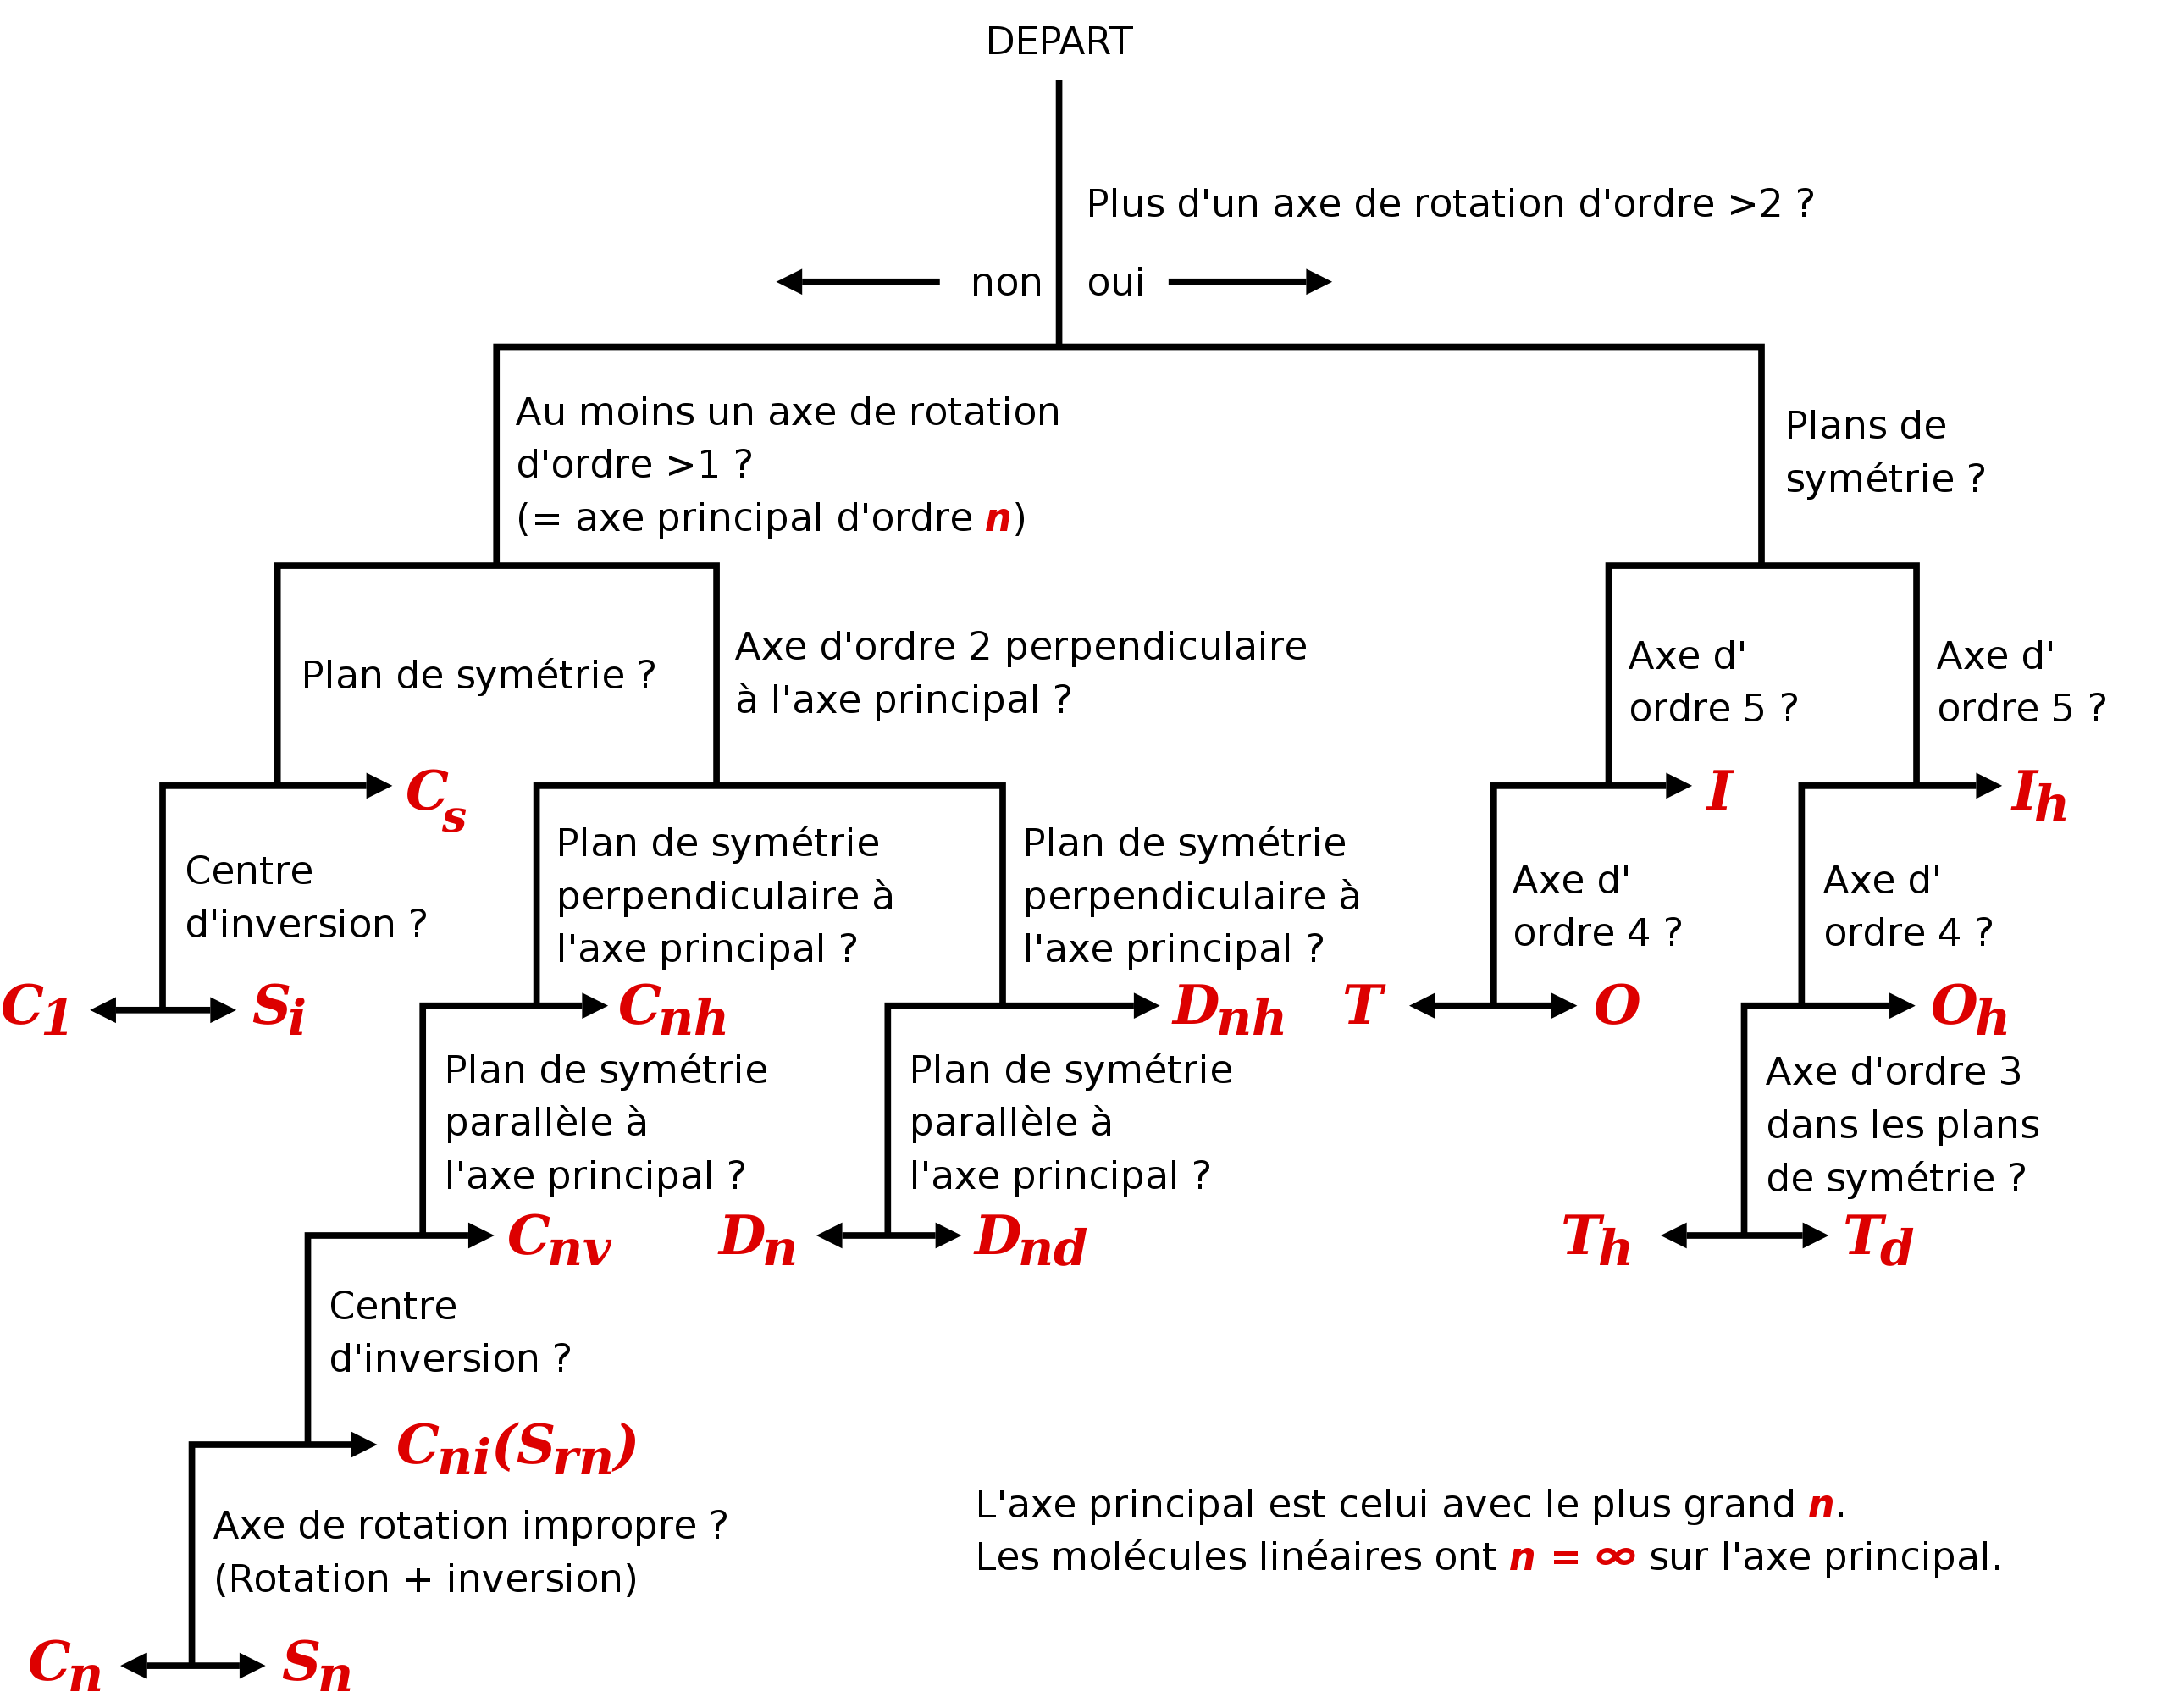 DEPART
Plus d'un axe de rotation d'ordre >2 ?
non
oui
Au moins un axe de rotation
d'ordre >1 ?
(= axe principal d'ordre n)
Plans de
symétrie ?
Plan de symétrie ?
Axe d'ordre 2 perpendiculaire
à l'axe principal ?
Axe d'
ordre 5 ?
Axe d'
ordre 5 ?
Cs
I
Ih
Centre
d'inversion ?
Plan de symétrie
perpendiculaire à
l'axe principal ?
Plan de symétrie
perpendiculaire à
l'axe principal ?
Axe d'
ordre 4 ?
Axe d'
ordre 4 ?
C1
Si
Cnh
Dnh
T
O
Oh
Plan de symétrie
parallèle à
l'axe principal ?
Plan de symétrie
parallèle à
l'axe principal ?
Axe d'ordre 3
dans les plans
de symétrie ?
Cnv
Dn
Dnd
Th
Td
Centre
d'inversion ?
Cni(Srn)
Axe de rotation impropre ?
(Rotation + inversion)
Cn
Sn
L'axe principal est celui avec le plus grand n.
Les molécules linéaires ont n = ∞ sur l'axe principal.